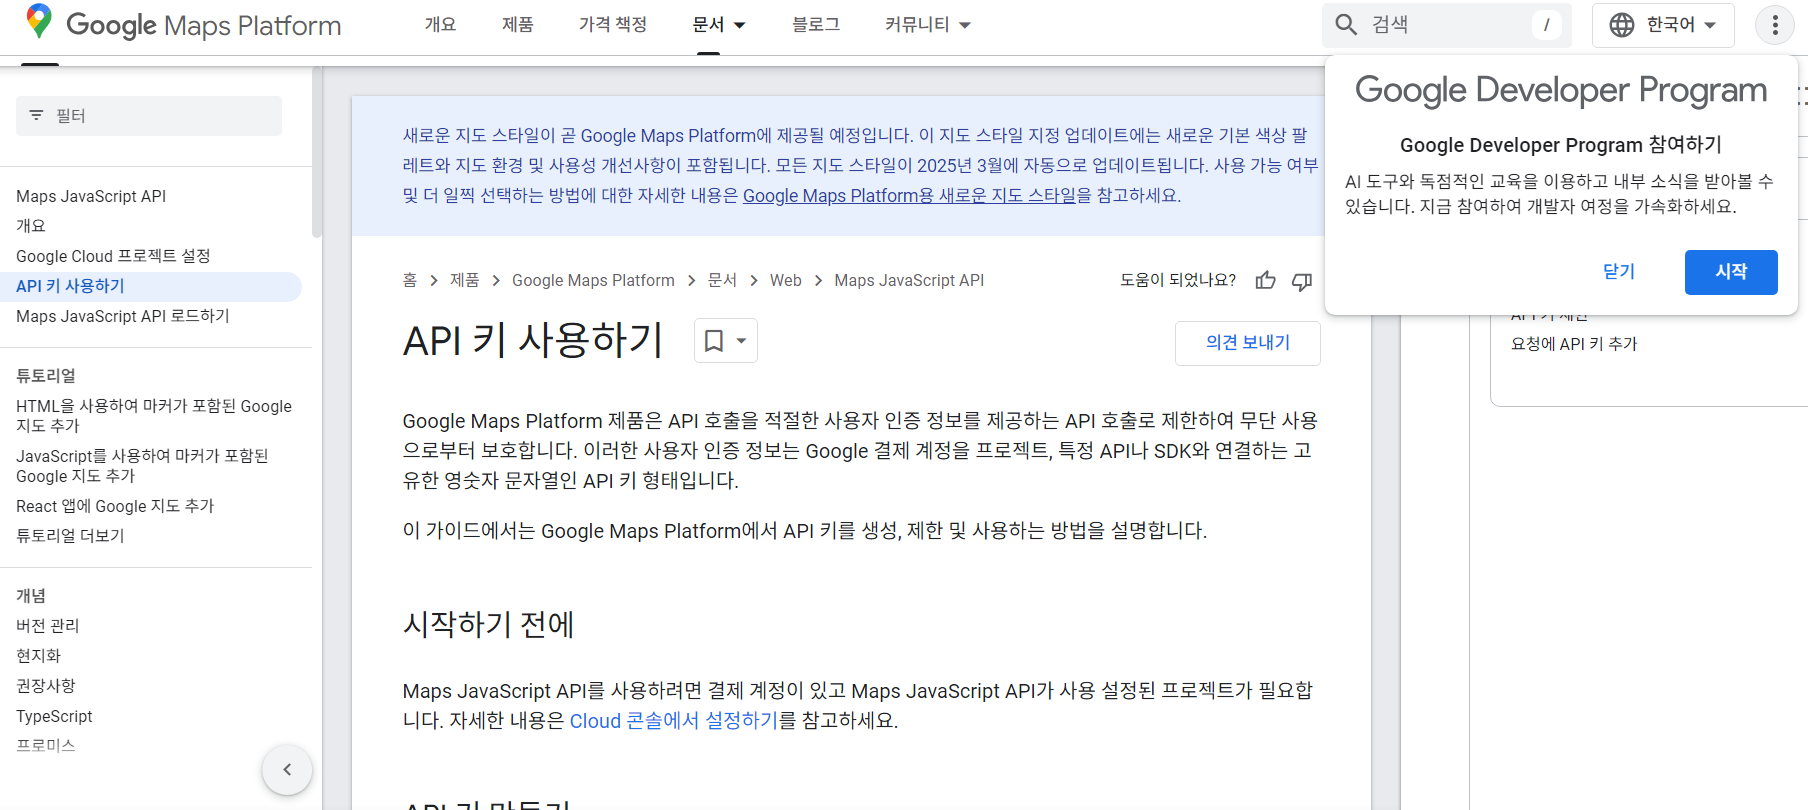 Google Maps Platform
개요
제품
가격 책정
문서
블로그
커뮤니티
검색
/
한국어
필터
Maps JavaScript API
개요
Google Cloud 프로젝트 설정
API 키 사용하기
Maps JavaScript API 로드하기
튜토리얼
HTML을 사용하여 마커가 포함된 Google
지도 추가
JavaScript를 사용하여 마커가 포함된
Google 지도 추가
React 앱에 Google 지도 추가
튜토리얼 더보기
개념
버전 관리
현지화
권장사항
TypeScript
프로미스
새로운 지도 스타일이 곧 Google Maps Platform에 제공될 예정입니다. 이 지도 스타일 지정 업데이트에는 새로운 기본 색상 팔
레트와 지도 환경 및 사용성 개선사항이 포함됩니다. 모든 지도 스타일이 2025년 3월에 자동으로 업데이트됩니다. 사용 가능 여부
및 더 일찍 선택하는 방법에 대한 자세한 내용은 Google Maps Platform용 새로운 지도 스타일을 참고하세요.
홈 > 제품 > Google Maps Platform > 문서 > Web > Maps JavaScript API
도움이 되었나요?
API 키 사용하기
의견 보내기
Google Maps Platform 제품은 API 호출을 적절한 사용자 인증 정보를 제공하는 API 호출로 제한하여 무단 사용
으로부터 보호합니다. 이러한 사용자 인증 정보는 Google 결제 계정을 프로젝트, 특정 API나 SDK와 연결하는 고
유한 영숫자 문자열인 API 키 형태입니다.
이 가이드에서는 Google Maps Platform에서 API 키를 생성, 제한 및 사용하는 방법을 설명합니다.
시작하기 전에
Maps JavaScript API를 사용하려면 결제 계정이 있고 Maps JavaScript API가 사용 설정된 프로젝트가 필요합
니다. 자세한 내용은 Cloud 콘솔에서 설정하기를 참고하세요.
API 키 만들기
Google Developer Program
Google Developer Program 참여하기
AI 도구와 독점적인 교육을 이용하고 내부 소식을 받아볼 수
있습니다. 지금 참여하여 개발자 여정을 가속화하세요.
닫기
시작
API 키 제한
요청에 API 키 추가